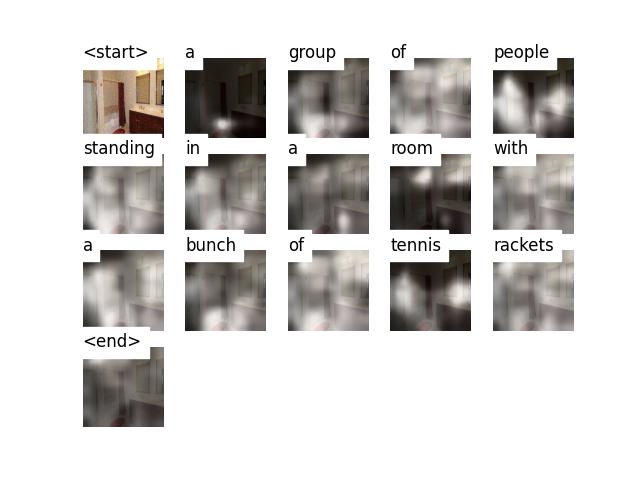 <start> a group of people
standing in a room with
a bunch of tennis rackets
<end>